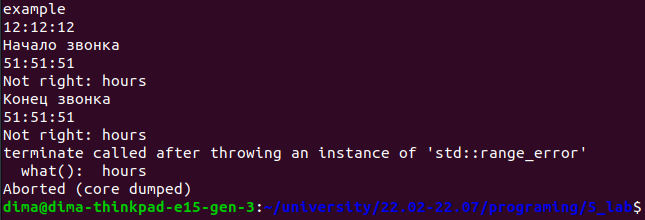 example
12:12:12
Начало звонка
51:51:51
Not right: hours
Конец звонка
51:51:51
Not right: hours
terminate called after throwing an instance of 'std::range_error'
  what():  hours
Aborted (core dumped)
dima@dima-thinkpad-e15-gen-3:~/university/22.02-22.07/programing/5_lab$